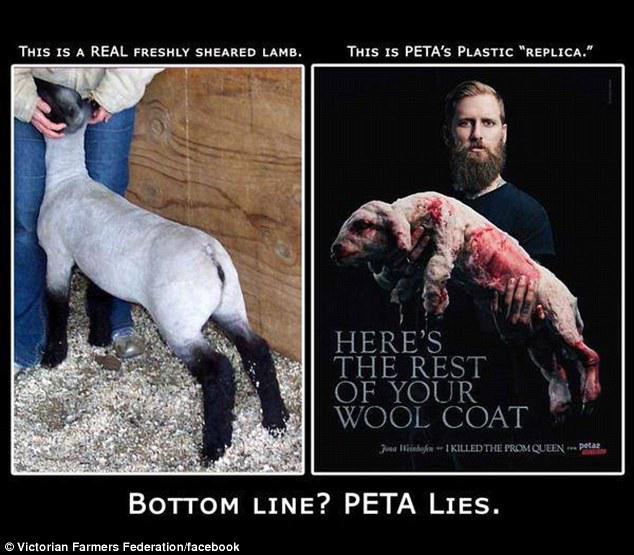 THIS IS A REAL FRESHLY SHEARED LAMB.
THIS IS PETA'S PLASTIC "REPLICA."
HERE'S
THE REST
OF YOUR
WOOL COAT
Jona Weinhofen – I KILLED THE PROM QUEEN FOR peta2
BOTTOM LINE? PETA LIES.
© Victorian Farmers Federation/facebook